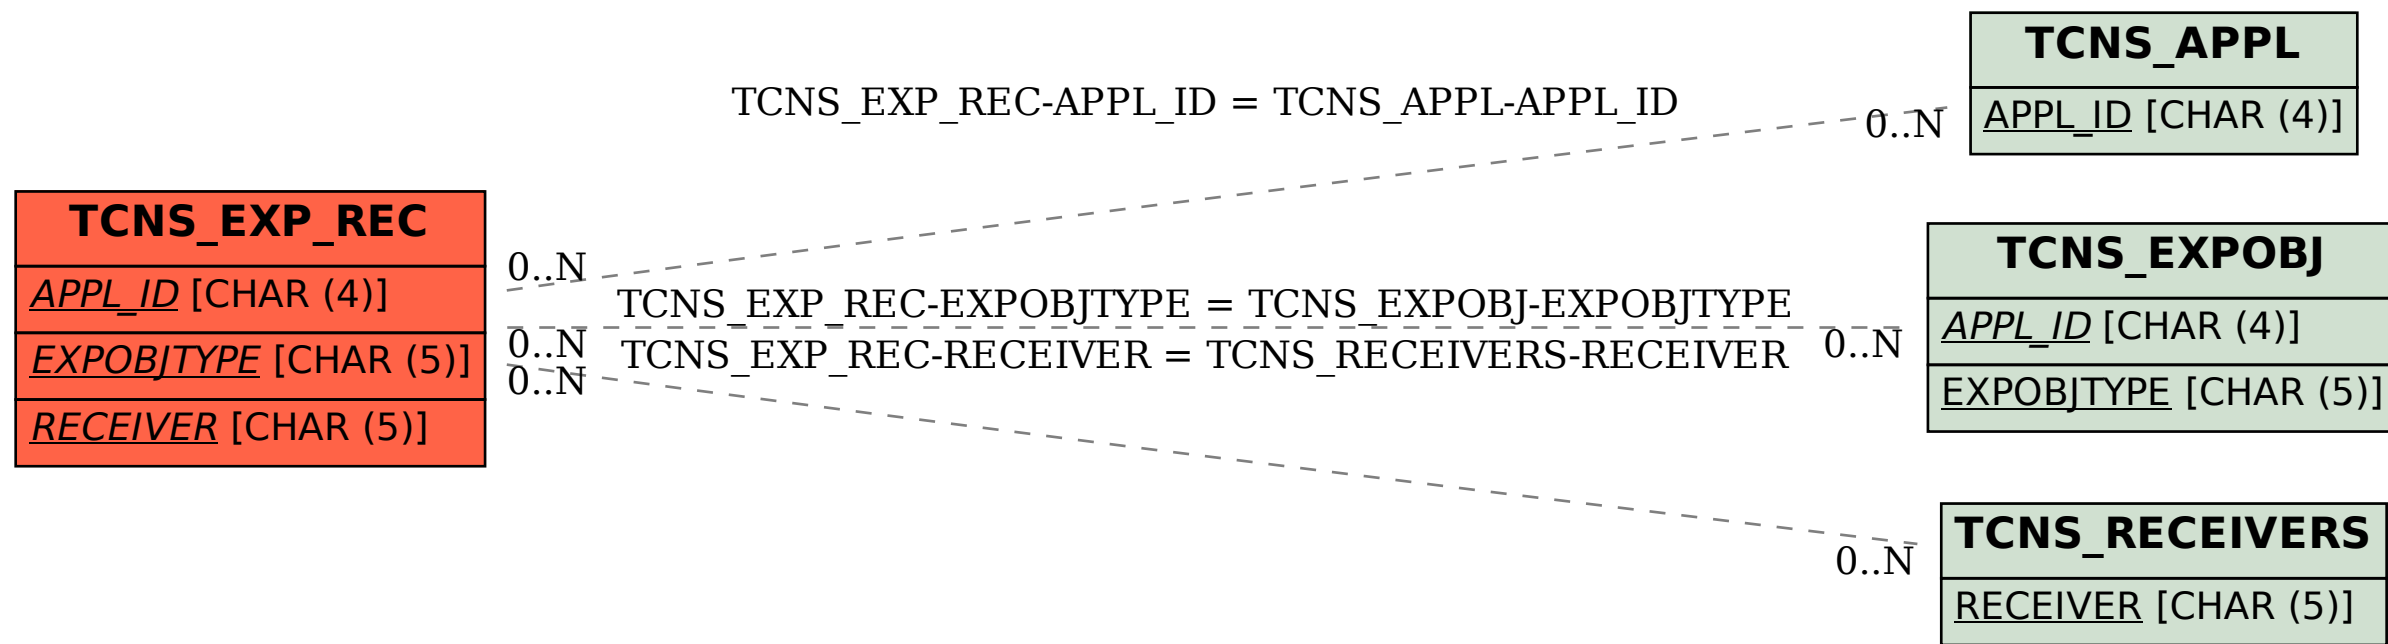 TCNS_EXP_REC
APPL_ID [CHAR (4)]
EXPOBJTYPE [CHAR (5)]
RECEIVER [CHAR (5)]
TCNS_EXP_REC-APPL_ID = TCNS_APPL-APPL_ID
0..N
0..N
TCNS_EXP_REC-EXPOBJTYPE = TCNS_EXPOBJ-EXPOBJTYPE
0..N
0..N
TCNS_EXP_REC-RECEIVER = TCNS_RECEIVERS-RECEIVER
0..N
0..N
TCNS_APPL
APPL_ID [CHAR (4)]
TCNS_EXPOBJ
APPL_ID [CHAR (4)]
EXPOBJTYPE [CHAR (5)]
TCNS_RECEIVERS
RECEIVER [CHAR (5)]